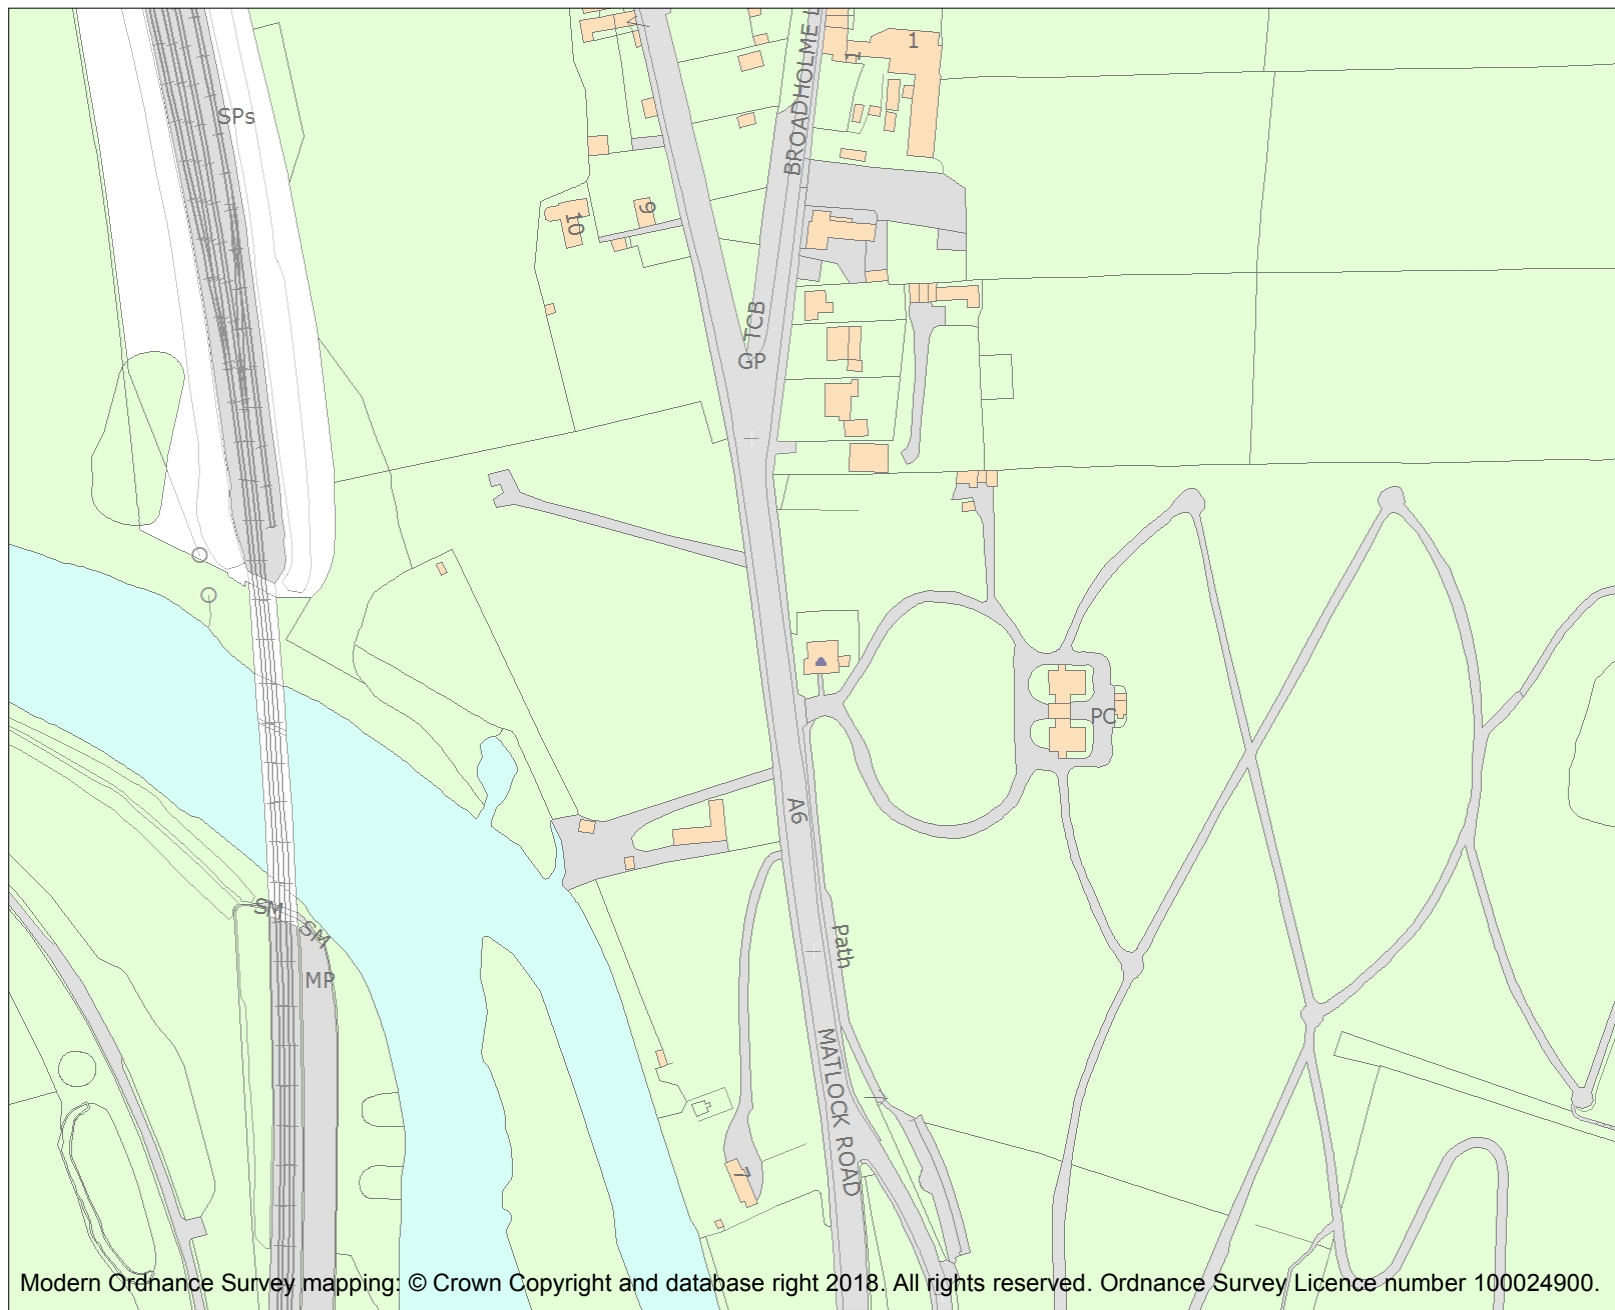 1
1
BROADHOLME L
SPs
9
10
TCB
GP
PC
A6
SM
SM
MP
Path
MATLOCK ROAD
7
Modern Ordnance Survey mapping: © Crown Copyright and database right 2018. All rights reserved. Ordnance Survey Licence number 100024900.